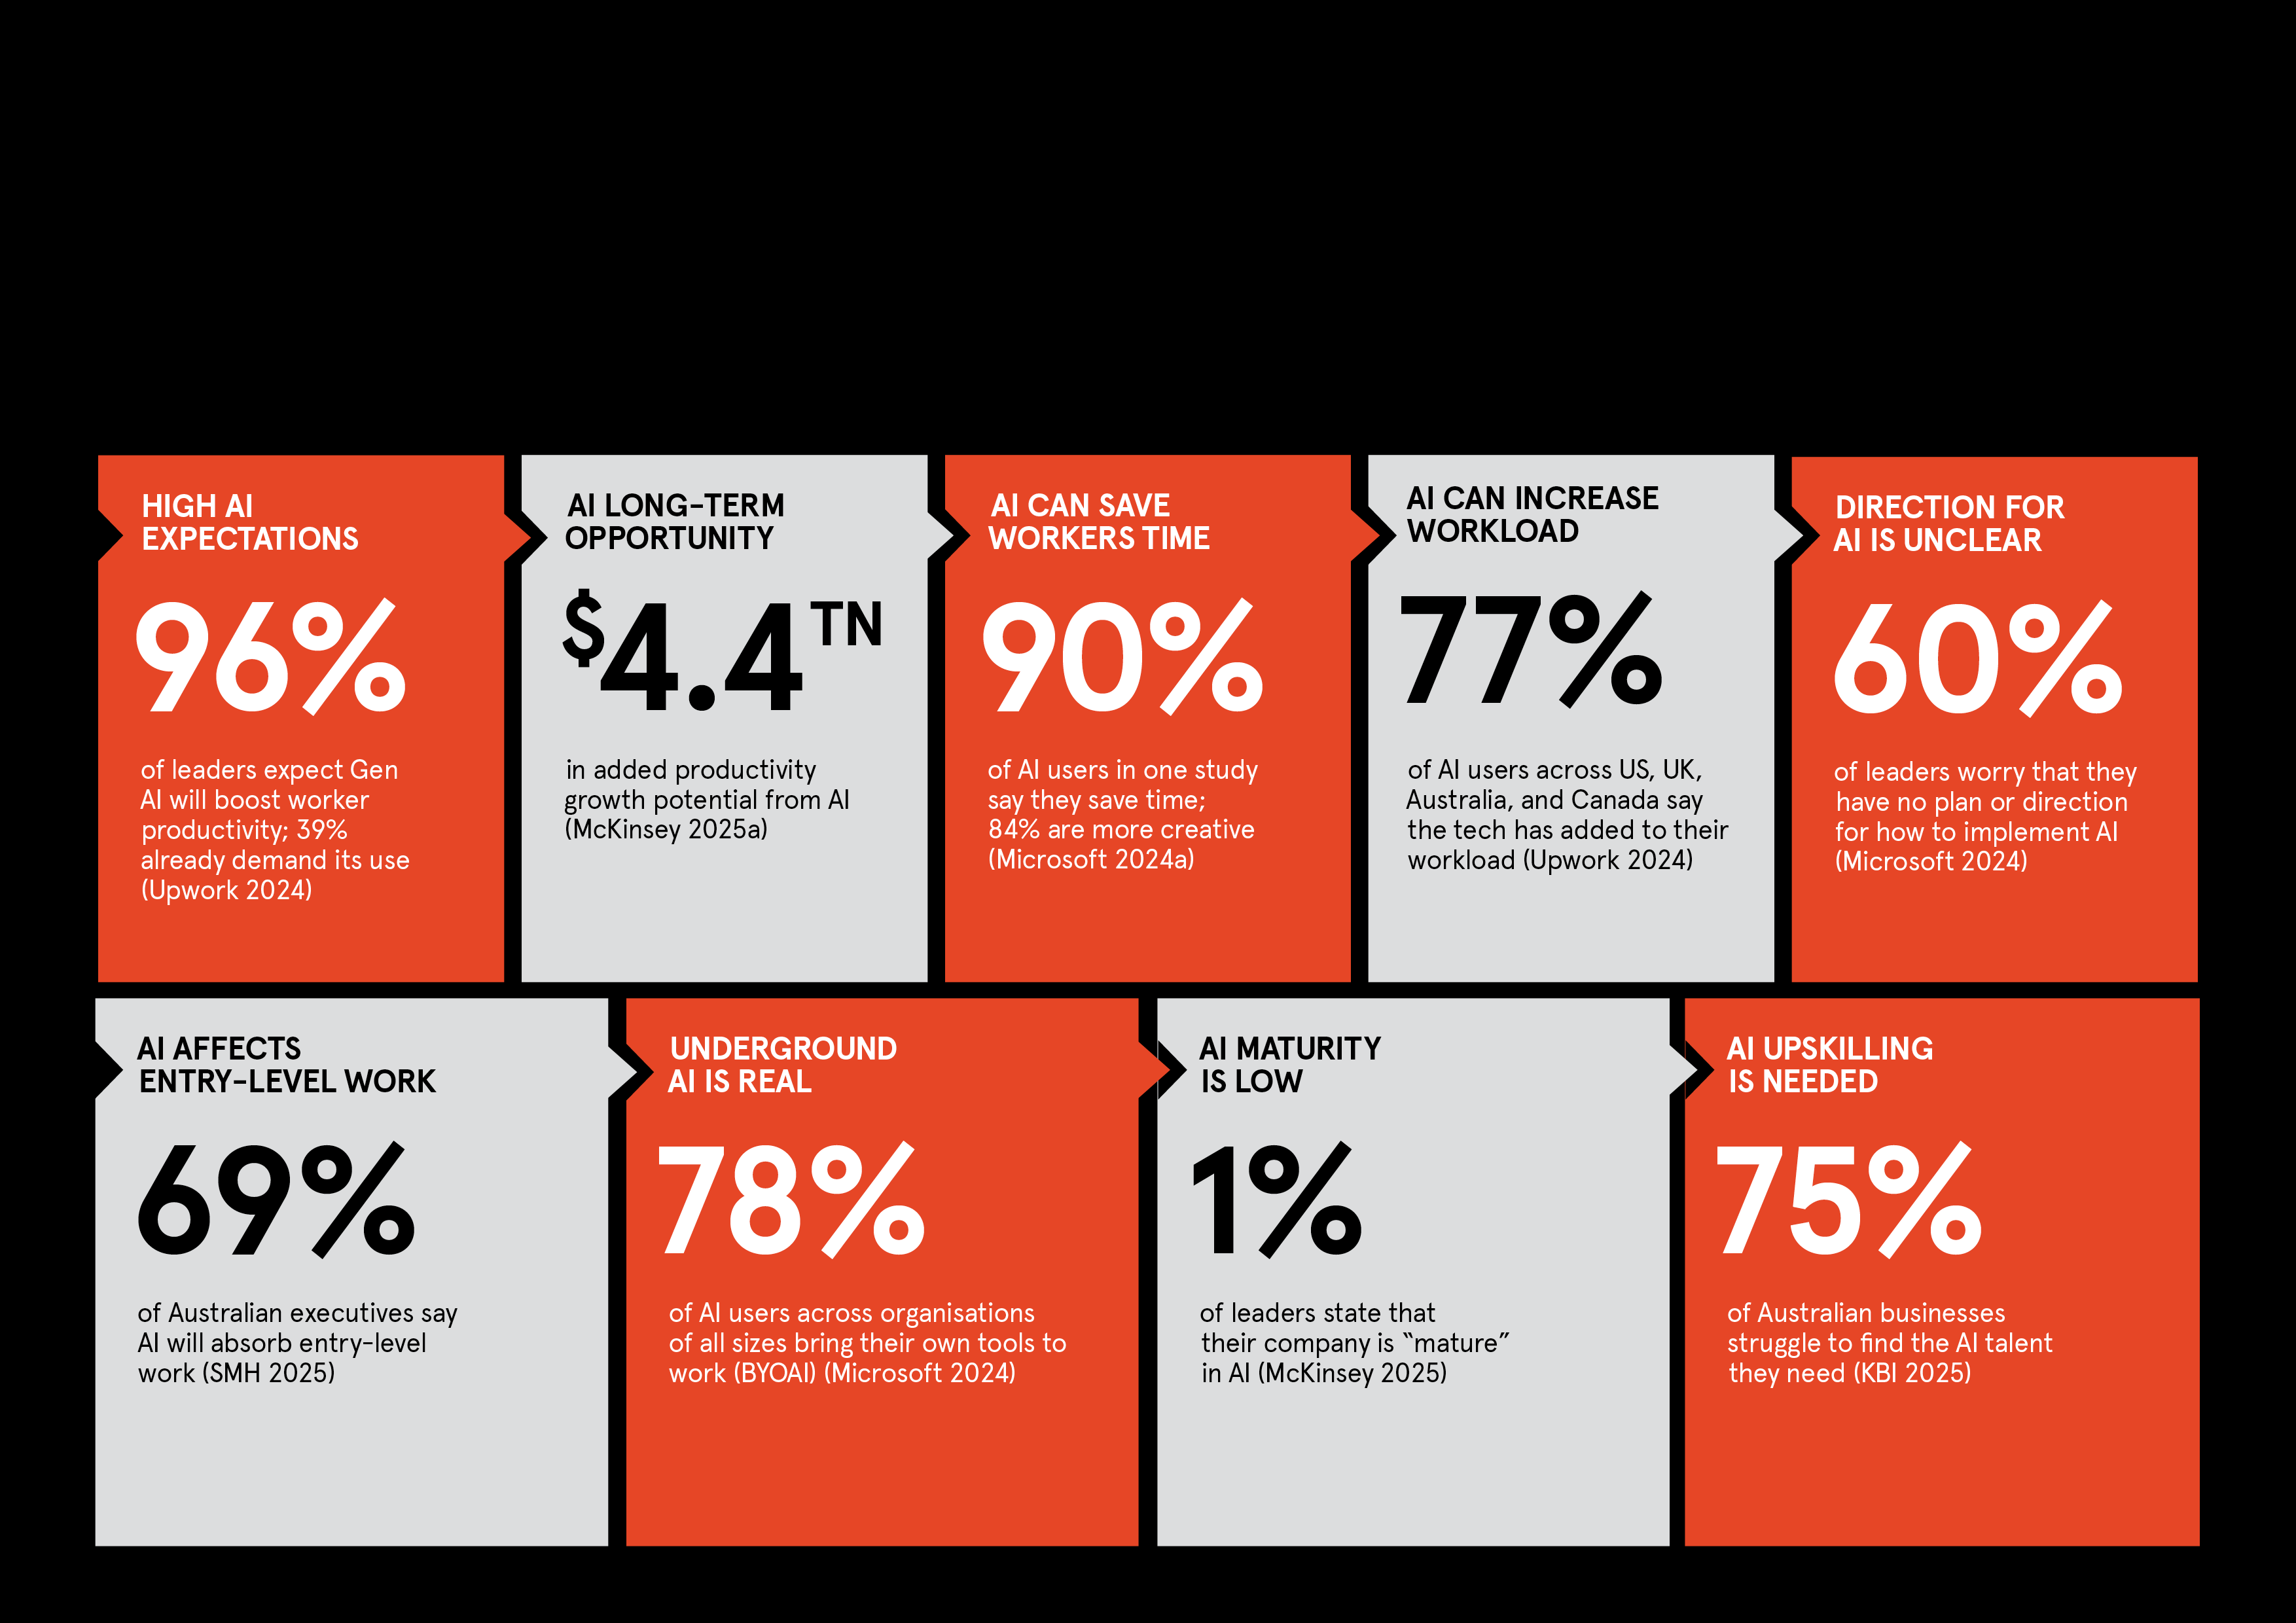 HIGH AI
EXPECTATIONS
96%
of leaders expect Gen
AI will boost worker
productivity; 39%
already demand its use
(Upwork 2024)
AI LONG-TERM
OPPORTUNITY
$4.4TN
in added productivity
growth potential from AI
(McKinsey 2025a)
AI CAN SAVE
WORKERS TIME
90%
of AI users in one study
say they save time;
84% are more creative
(Microsoft 2024a)
AI CAN INCREASE
WORKLOAD
77%
of AI users across US, UK,
Australia, and Canada say
the tech has added to their
workload (Upwork 2024)
DIRECTION FOR
AI IS UNCLEAR
60%
of leaders worry that they
have no plan or direction
for how to implement AI
(Microsoft 2024)
AI AFFECTS
ENTRY-LEVEL WORK
69%
of Australian executives say
AI will absorb entry-level
work (SMH 2025)
UNDERGROUND
AI IS REAL
78%
of AI users across organisations
of all sizes bring their own tools to
work (BYOAI) (Microsoft 2024)
AI MATURITY
IS LOW
1%
of leaders state that
their company is “mature”
in AI (McKinsey 2025)
AI UPSKILLING
IS NEEDED
75%
of Australian businesses
struggle to find the AI talent
they need (KBI 2025)